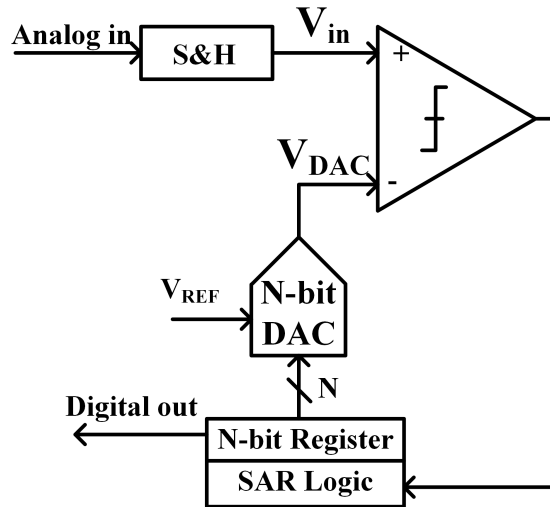 Analog in
S&H
Vin
+
VDAC
-
VREF
N-bit
DAC
N
Digital out
N-bit Register
SAR Logic